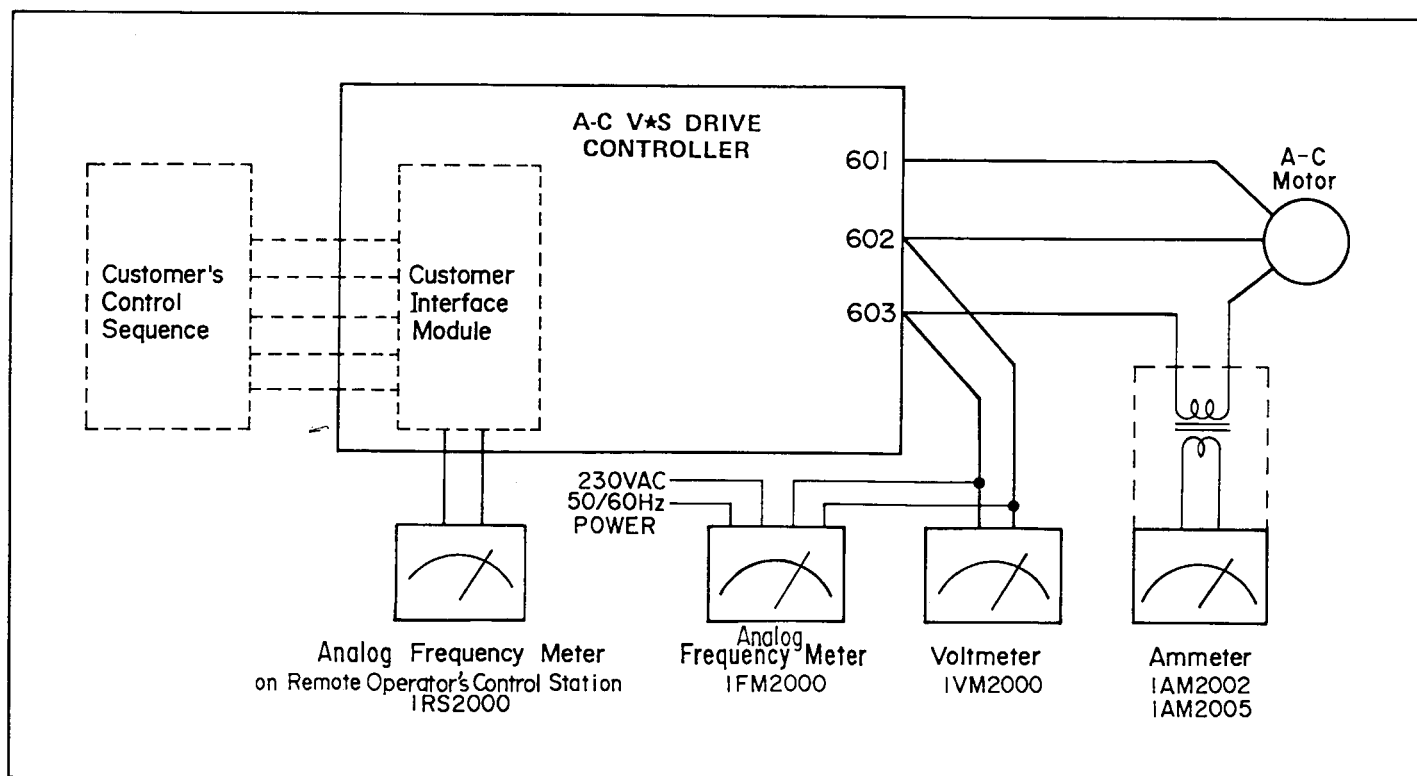 A-C V★S DRIVE
CONTROLLER
601
602
603
A-C
Motor
Customer's
Control
Sequence
Customer
Interface
Module
230VAC
50/60Hz
POWER
Analog Frequency Meter
on Remote Operator's Control Station
1RS2000
Analog
Frequency Meter
1FM2000
Voltmeter
1VM2000
Ammeter
1AM2002
1AM2005